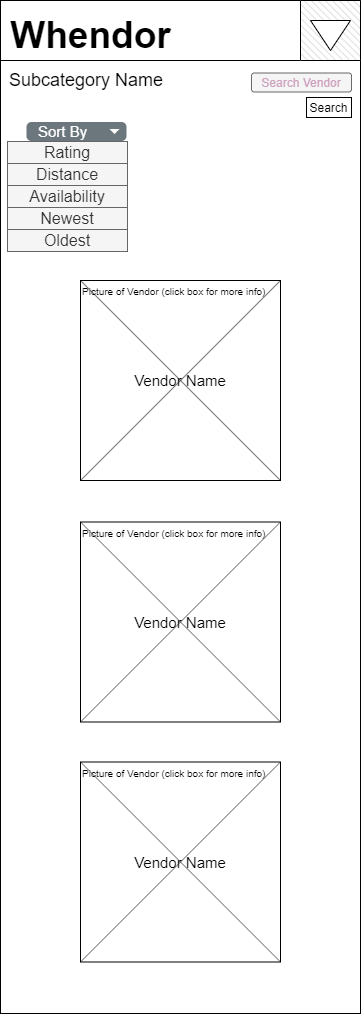 Whendor
Subcategory Name
Search Vendor
Search
Sort By
Rating
Distance
Availability
Newest
Oldest
Picture of Vendor (click box for more info)
Vendor Name
Picture of Vendor (click box for more info)
Vendor Name
Picture of Vendor (click box for more info)
Vendor Name